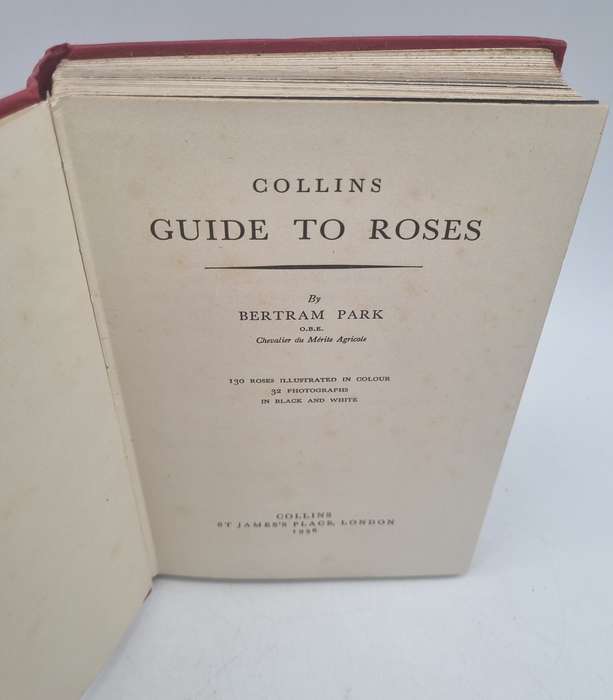 COLLINS
GUIDE TO ROSES
By
BERTRAM PARK
O.B.E.
Chevalier du Mérite Agricole
130 ROSES ILLUSTRATED IN COLOUR
32 PHOTOGRAPHS
IN BLACK AND WHITE
COLLINS
ST JAMES'S PLACE, LONDON
1956